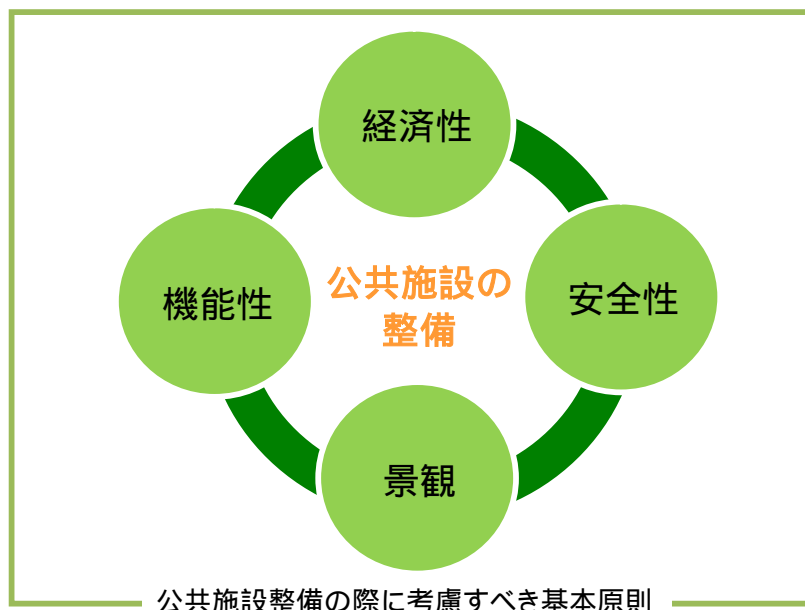 経済性
機能性
公共施設の
整備
安全性
景観
公共施設整備の際に考慮すべき基本原則